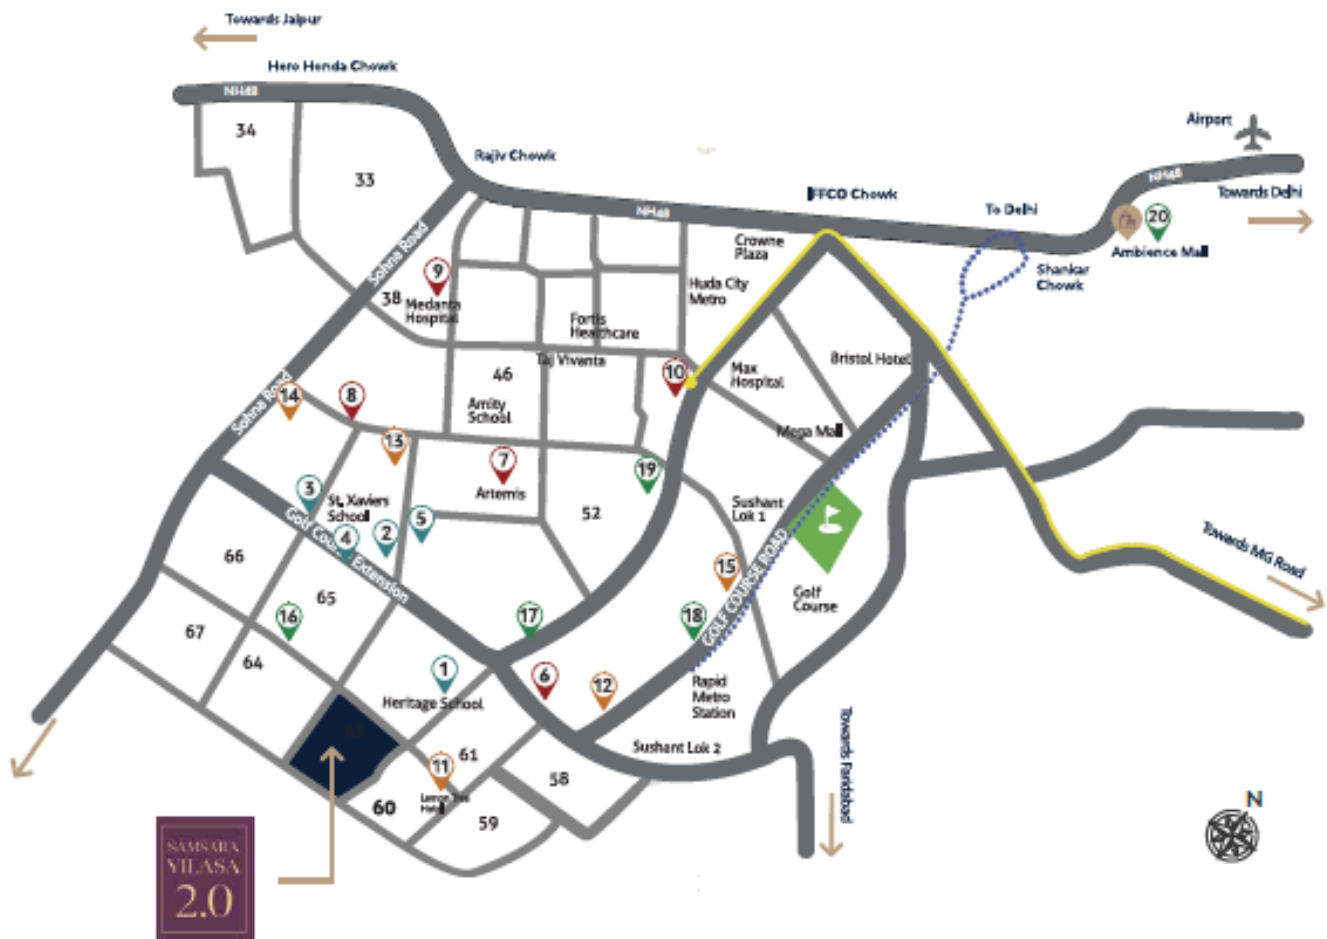 Towards Jaipur
Hero Honda Chowk
NH48
34
33
Rajiv Chowk
Airport
NH48
Towards Delhi
IFFCO Chowk
To Delhi
NH48
20
Ambience Mall
Crowne
Plaza
Shankar
Chowk
Sohna Road
9
38
Medanta
Hospital
Huda City
Metro
Fortis
Healthcare
Taj Vivanta
Bristol Hotel
46
10
Max
Hospital
Sohna Road
14
8
Amity
School
Mega Mall
13
7
Artemis
19
3
St. Xaviers
School
5
52
Sushant
Lok 1
4
2
Golf Course Extension
66
15
GOLF COURSE ROAD
Golf
Course
Towards MG Road
65
16
17
18
67
64
1
Heritage School
6
12
Rapid
Metro
Station
63
61
Sushant Lok 2
Towards Faridabad
11
58
Lemon Tree
Hotel
60
59
N
SAMSARA
VILASA
2.0